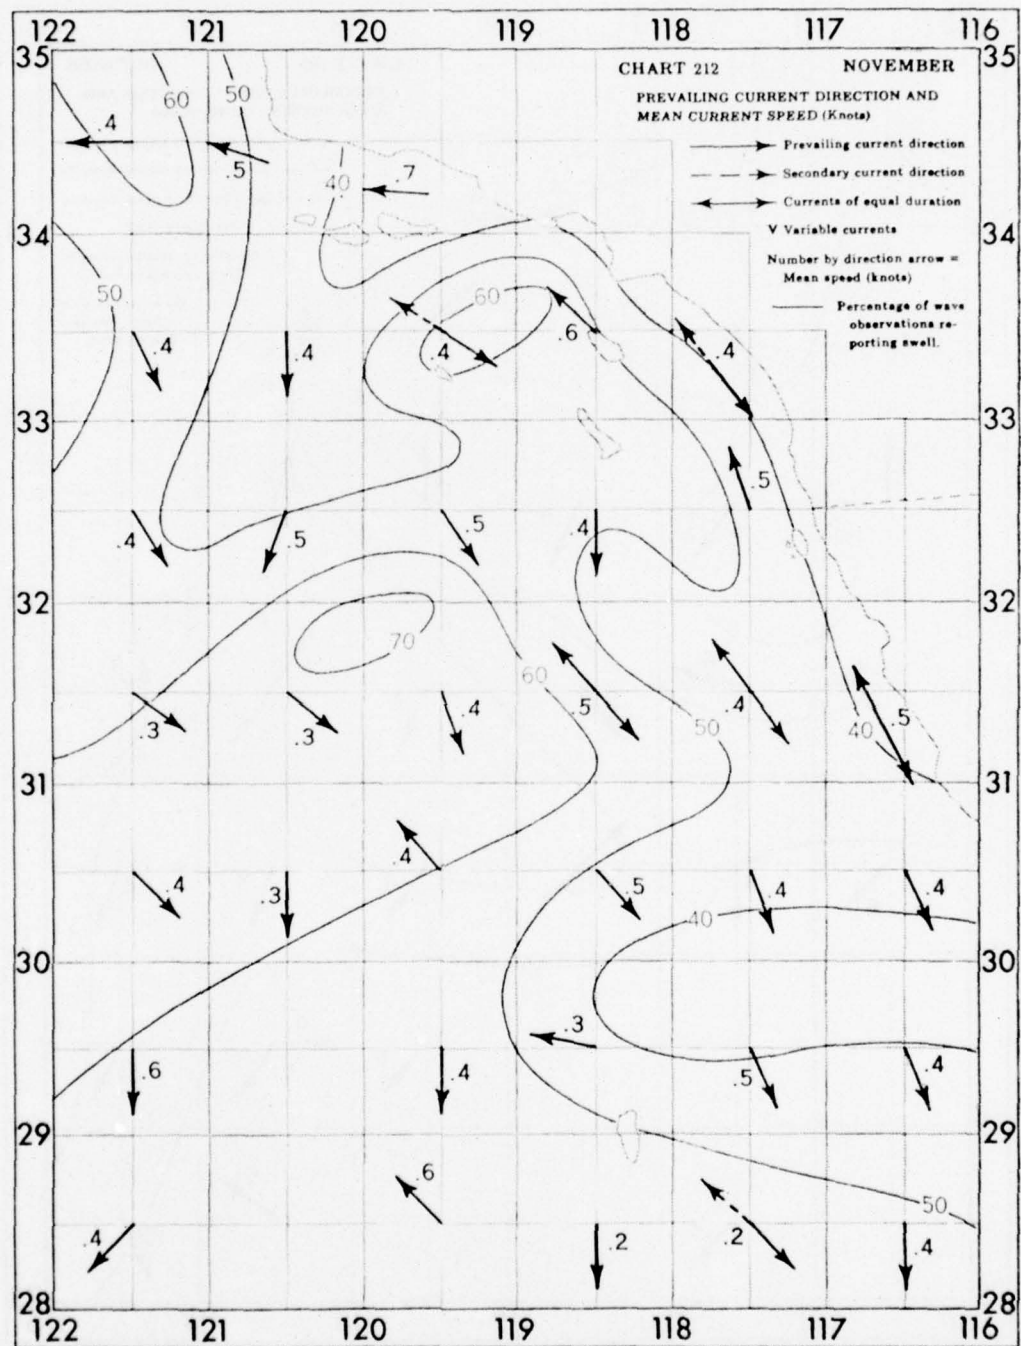 122 121 120 119 118 117 116
35 35
CHART 212 NOVEMBER
PREVAILING CURRENT DIRECTION AND
MEAN CURRENT SPEED (Knots)
Prevailing current direction
Secondary current direction
Currents of equal duration
V Variable currents
Number by direction arrow =
Mean speed (knots)
Percentage of wave
observations re-
porting swell.
60 50
.4
.5 40 .7
34 34
50 60
.6
.4 .4 .4 .4
33 33
.5
.4 .5 .5 .4
32 32
70
60
.3 .3 .4 .5 .4 50 40 .5
31 31
.4
.4 .3 .5 .4 .4
40
30 30
.3
.6 .4 .5 .4
29 29
.6
50
.4 .2 .2 .4
28 28
122 121 120 119 118 117 116